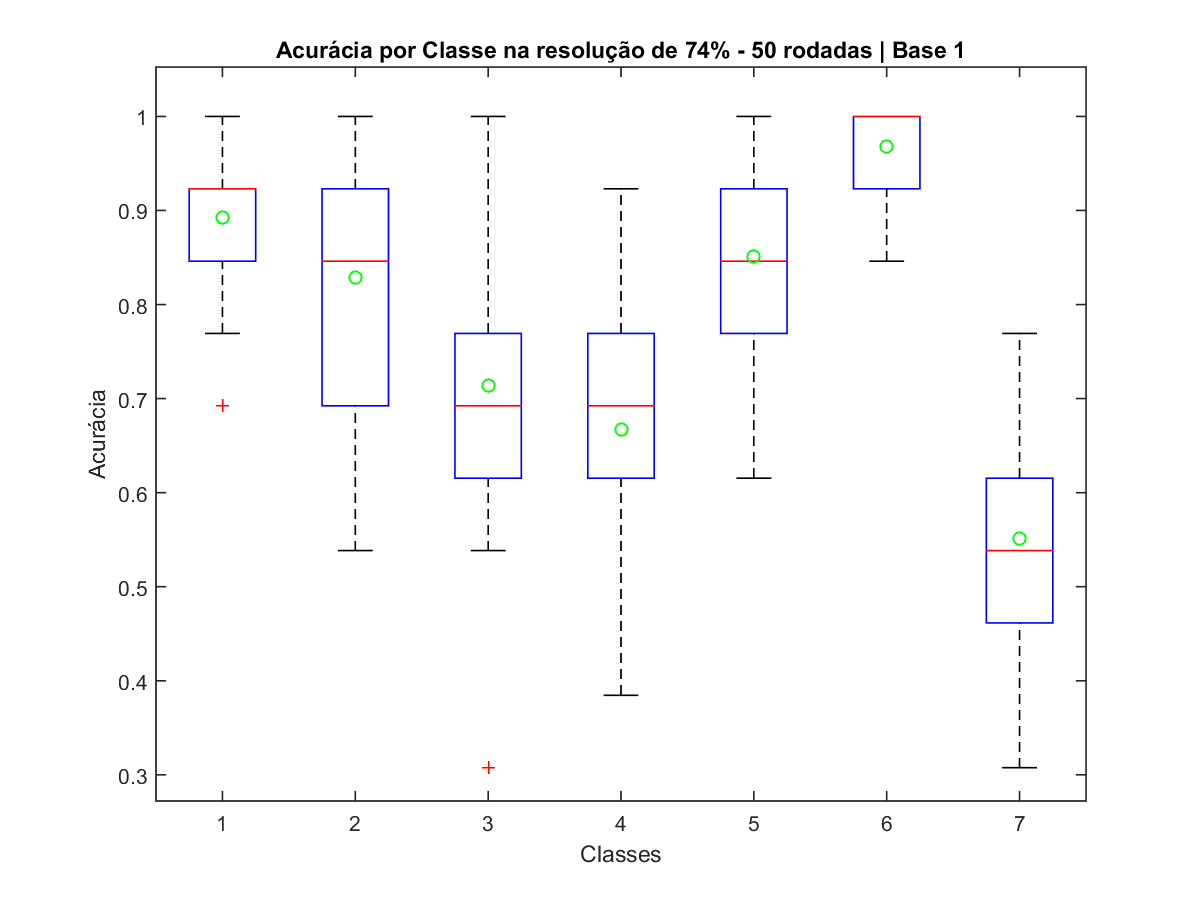 Acurácia por Classe na resolução de 74% - 50 rodadas | Base 1
1
0.9
0.8
0.7
0.6
0.5
0.4
0.3
Acurácia
1 2 3 4 5 6 7
Classes